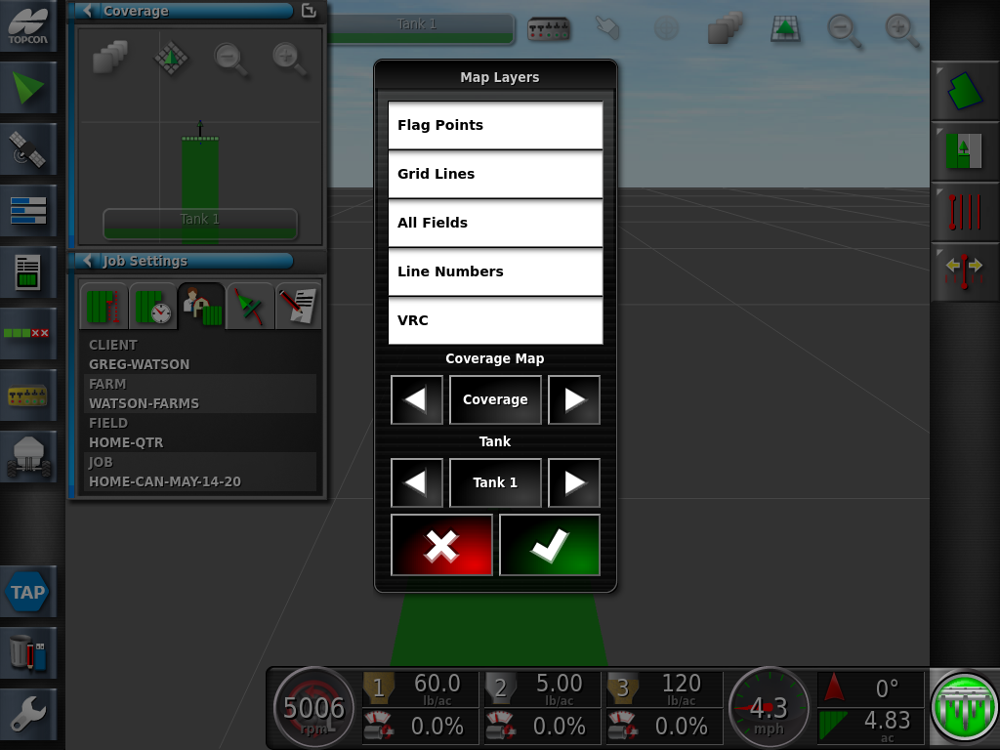 TOPCON
Coverage
Tank 1
Tank 1
Job Settings
CLIENT
GREG-WATSON
FARM
WATSON-FARMS
FIELD
HOME-QTR
JOB
HOME-CAN-MAY-14-20
TAP
Map Layers
Flag Points
Grid Lines
All Fields
Line Numbers
VRC
Coverage Map
Coverage
Tank
Tank 1
5006
rpm
1
60.0
lb/ac
0.0%
2
5.00
lb/ac
0.0%
3
120
lb/ac
0.0%
4.3
mph
0°
4.83
ac